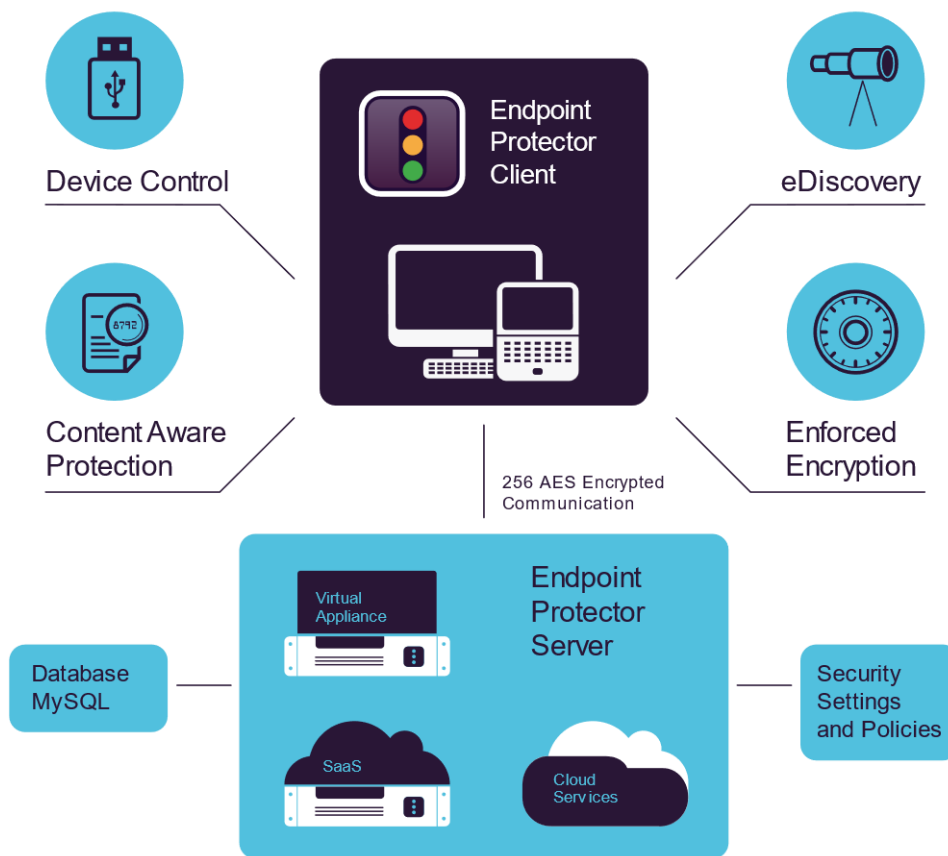 Device Control
Endpoint
Protector
Client
eDiscovery
8792
Content Aware
Protection
Enforced
Encryption
256 AES Encrypted
Communication
Virtual
Appliance
Endpoint
Protector
Server
Database
MySQL
Security
Settings
and Policies
SaaS
Cloud
Services